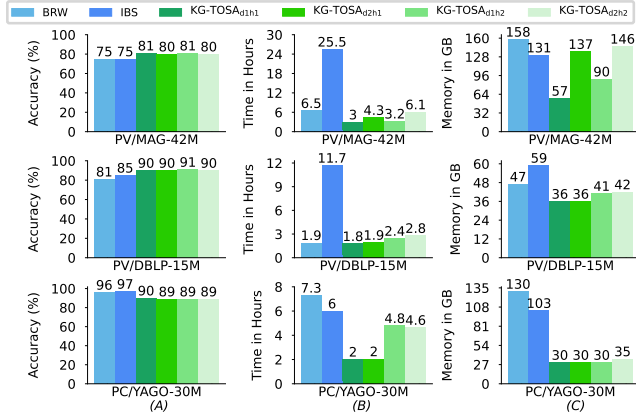 BRW IBS KG-TOSAd1h1 KG-TOSAd2h1 KG-TOSAd1h2 KG-TOSAd2h2
Accuracy (%)
100
80
60
40
20
0
75 75 81 80 81 80
PV/MAG-42M
Time in Hours
30
24
18
12
6
0
6.5 25.5 3 4.3 3.2 6.1
PV/MAG-42M
Memory in GB
160
128
96
64
32
0
158 131 57 137 90 146
PV/MAG-42M
Accuracy (%)
100
80
60
40
20
0
81 85 90 90 91 90
PV/DBLP-15M
Time in Hours
12
9
6
3
0
1.9 11.7 1.8 1.9 2.4 2.8
PV/DBLP-15M
Memory in GB
60
48
36
24
12
0
47 59 36 36 41 42
PV/DBLP-15M
Accuracy (%)
100
80
60
40
20
0
96 97 90 89 89 89
PC/YAGO-30M
(A)
Time in Hours
8
6
4
2
0
7.3 6 2 2 4.8 4.6
PC/YAGO-30M
(B)
Memory in GB
135
108
81
54
27
0
130 103 30 30 30 35
PC/YAGO-30M
(C)